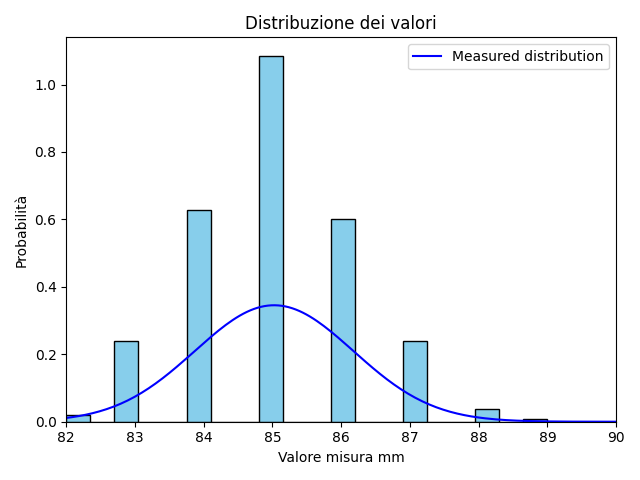 Distribuzione dei valori
Measured distribution
1.0
0.8
0.6
0.4
0.2
0.0
Probabilità
82 83 84 85 86 87 88 89 90
Valore misura mm